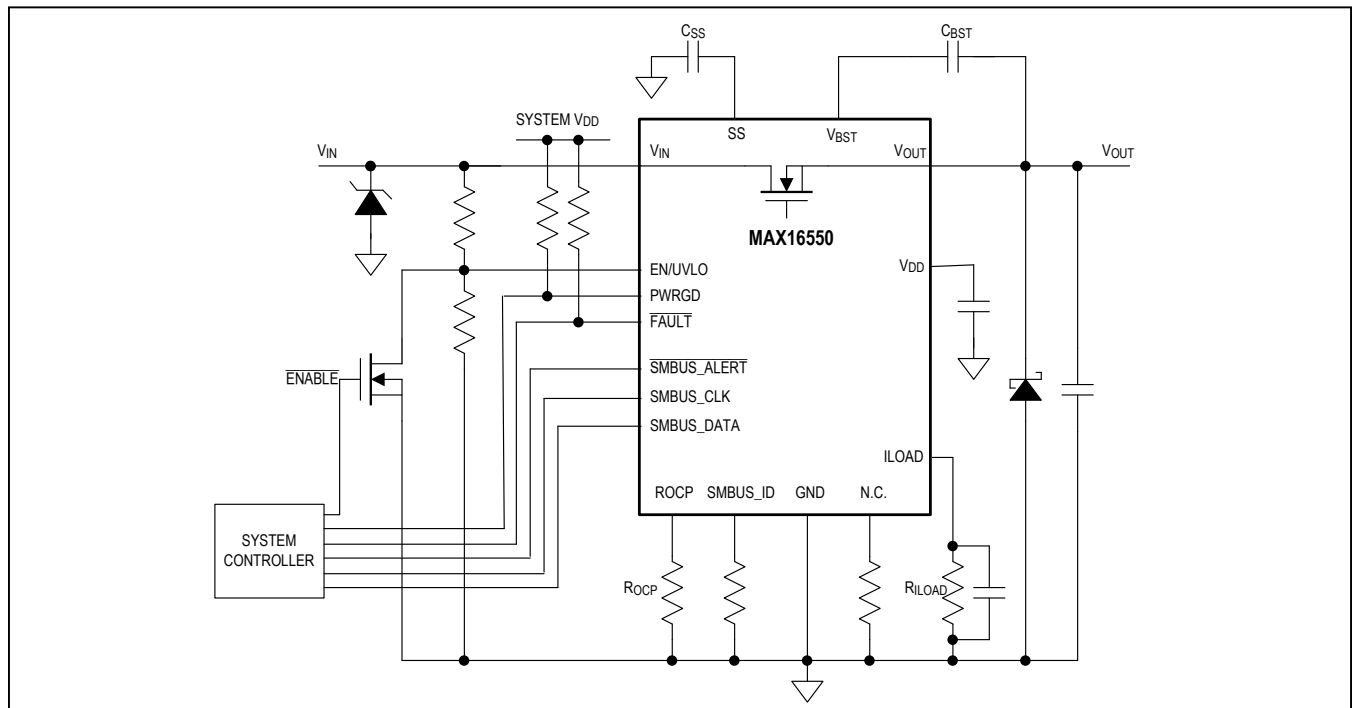 CSS
CBST
SYSTEM VDD
SS
VBST
VIN
VIN
VOUT
VOUT
MAX16550
EN/UVLO
VDD
PWRGD
FAULT
SMBUS_ALERT
ENABLE
SMBUS_CLK
SMBUS_DATA
ILOAD
ROCP
SMBUS_ID
GND
N.C.
SYSTEM
CONTROLLER
ROCP
RILOAD